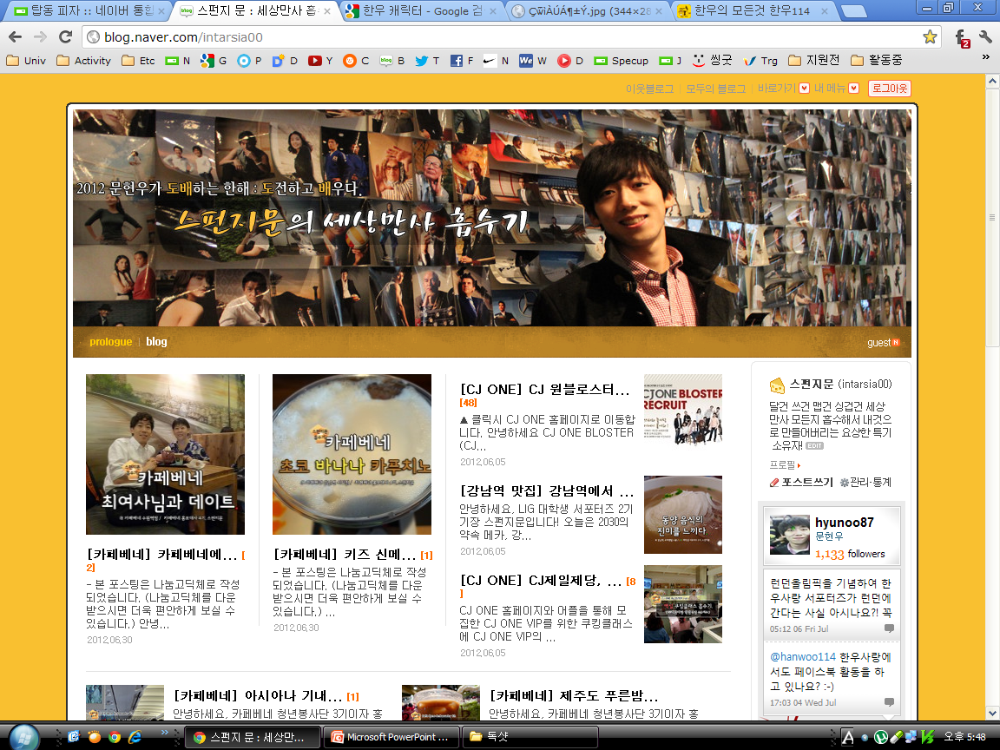 탑동 피자 :: 네이버 통합
스펀지 문 : 세상만사 흡
한우 캐릭터 - Google 검
ÇѿìÀÚÁ¶±Ý.jpg (344×28
한우의 모든것 한우114
blog.naver.com/intarsia00
Univ Activity Etc N G P D Y C B T F N W D Specup J 씽굿 Trg 지원전 활동중
이웃블로그 모두의 블로그 바로가기 내 메뉴 로그아웃
2012 문현우가 도배하는 한해 : 도전하고 배우다.
스펀지문의 세상만사 흡수기
prologue | blog
guest N
카페베네
최여사님과 데이트
[카페베네] 카페베네에... [
2]
- 본 포스팅은 나눔고딕체로 작성
되었습니다. (나눔고딕체를 다운
받으시면 더욱 편안하게 보실 수
있습니다.) 안녕...
2012.06.30
카페베네
초코 바나나 카푸치노
[카페베네] 키즈 신메... [1]
- 본 포스팅은 나눔고딕체로 작성
되었습니다. (나눔고딕체를 다운
받으시면 더욱 편안하게 보실 수
있습니다.) ...
2012.06.30
[CJ ONE] CJ 원블로스터...
[48]
▲ 클릭시 CJ ONE 홈페이지로 이동합
니다. 안녕하세요 CJ ONE BLOSTER
(CJ...
2012.06.05
CJONE BLOSTER
RECRUIT
[강남역 맛집] 강남역에서 ...
안녕하세요, LIG 대학생 서포터즈 2기
기장 스펀지문입니다! 오늘은 2030의
약속 메카, 강...
2012.06.05
동양 음식의
진미를 느끼다.
[CJ ONE] CJ제일제당, ... [8
]
CJ ONE 홈페이지와 어플을 통해 모
집한 CJ ONE VIP를 위한 쿠킹클래스
에 CJ ONE VIP의 ...
2012.06.05
[카페베네] 아시아나 기내... [1]
안녕하세요, 카페베네 청년봉사단 3기이자 홍
[카페베네] 제주도 푸른밤...
안녕하세요, 카페베네 청년봉사단 3기이자 홍
스펀지문 (intarsia00)
달건 쓰건 맵건 싱겁건 세상
만사 모든지 흡수해서 내것으
로 만들어버리는 요상한 특기
소유자! EDIT
프로필
포스트쓰기 관리·통계
hyunoo87
문현우
1,133 followers
런던올림픽을 기념하여 한
우사랑 서포터즈가 런던에
간다는 사실 아시나요?! 꼭
05:12 06 Fri Jul
@hanwoo114 한우사랑에
서도 페이스북 활동을 하
고 있나요? :-)
17:03 04 Wed Jul
스펀지 문 : 세상만...
Microsoft PowerPoint ...
독샷
A
오후 5:48